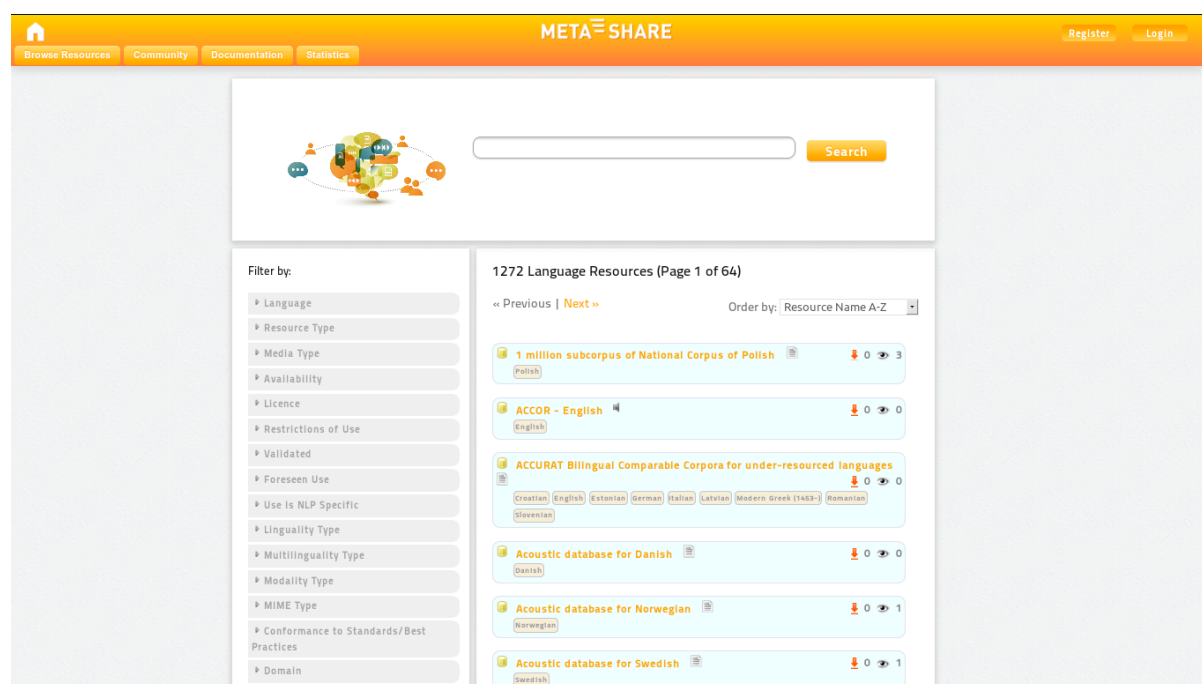 META SHARE
Register Login
Browse Resources Community Documentation Statistics
Search
Filter by:
Language
Resource Type
Media Type
Availability
Licence
Restrictions of Use
Validated
Foreseen Use
Use Is NLP Specific
Linguality Type
Multilinguality Type
Modality Type
MIME Type
Conformance to Standards/Best
Practices
Domain
1272 Language Resources (Page 1 of 64)
« Previous | Next »
Order by: Resource Name A-Z
1 million subcorpus of National Corpus of Polish 0 3
Polish
ACCOR - English 0 0
English
ACCURAT Bilingual Comparable Corpora for under-resourced languages
0 0
Croatian English Estonian German Italian Latvian Modern Greek (1453-) Romanian
Slovenian
Acoustic database for Danish 0 0
Danish
Acoustic database for Norwegian 0 1
Norwegian
Acoustic database for Swedish 0 1
Swedish